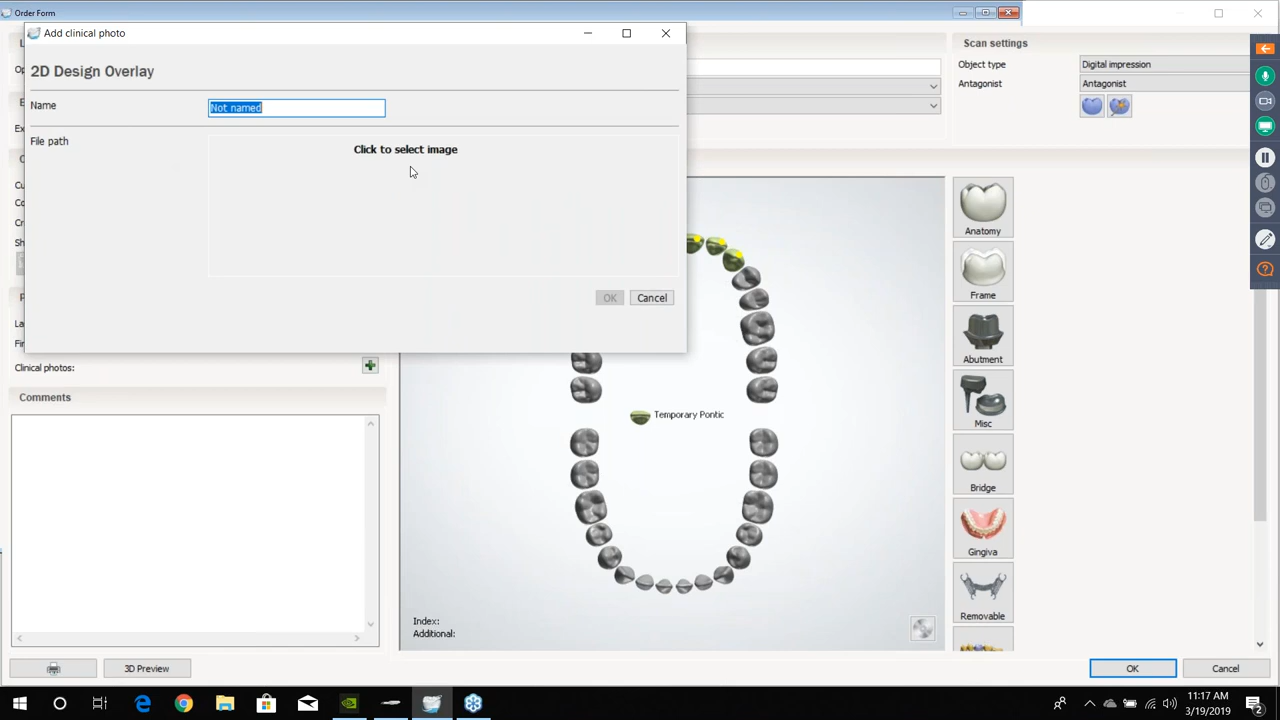 Order Form
Add clinical photo
2D Design Overlay
Name
Not named
File path
Click to select image
OK
Cancel
Scan settings
Object type
Digital impression
Antagonist
Antagonist
Clinical photos:
Comments
Temporary Pontic
Index:
Additional:
Anatomy
Frame
Abutment
Misc
Bridge
Gingiva
Removable
3D Preview
OK
Cancel
11:17 AM
3/19/2019
2